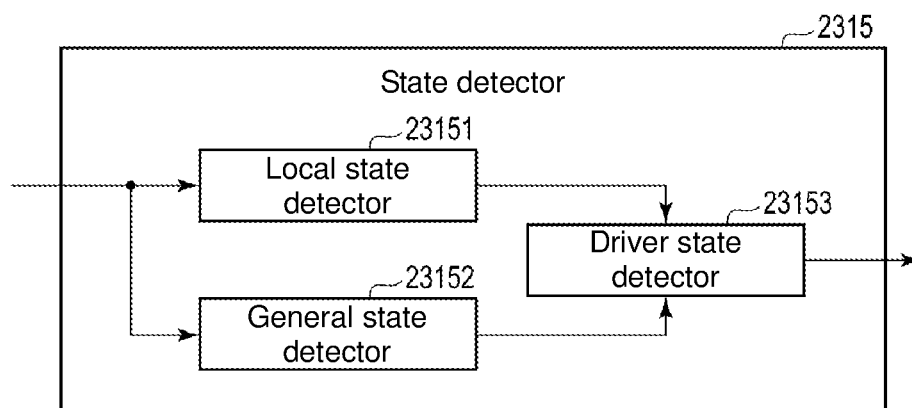 2315
State detector
23151
Local state
detector
23153
Driver state
detector
23152
General state
detector